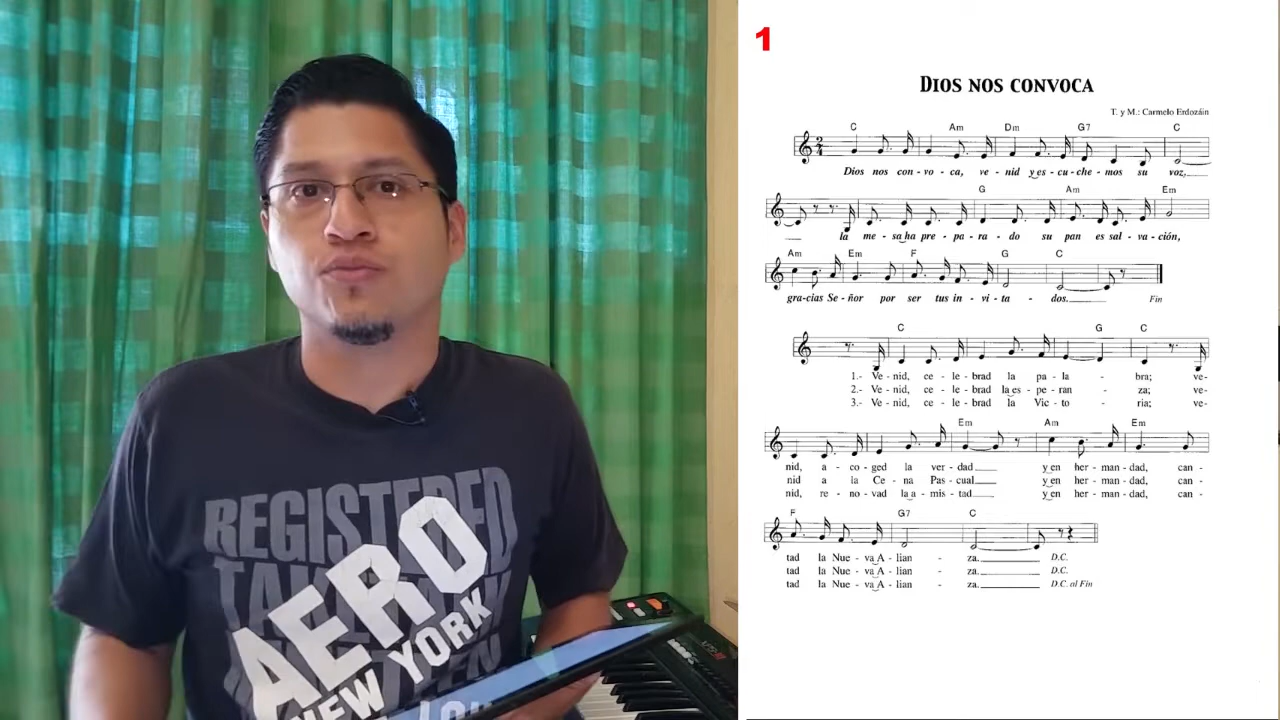 1
DIOS NOS CONVOCA
T. y M.: Carmelo Erdozáin
C Am Dm G7 C
Dios nos con - vo - ca, ve - nid y es - cu - che - mos su voz,
G Am Em
la me - sa ha pre - pa - ra - do su pan es sal - va - ción,
Am Em F G C
gra-cias Se - ñor por ser tus in - vi - ta - dos. Fin
C G C
1.- Ve - nid, ce - le - brad la pa - la - bra; ve-
2.- Ve - nid, ce - le - brad la es - pe - ran - za; ve-
3.- Ve - nid, ce - le - brad la Vic - to - ria; ve-
Em Am Em
nid, a - co - ged la ver - dad y en her - man - dad, can -
nid a la Ce - na Pas - cual y en her - man - dad, can -
nid, re - no - vad la a - mis - tad y en her - man - dad, can -
F G7 C
tad la Nue - va A - lian - za. D.C.
tad la Nue - va A - lian - za. D.C.
tad la Nue - va A - lian - za. D.C. al Fin
REGISTERED
AERO
NEW YORK